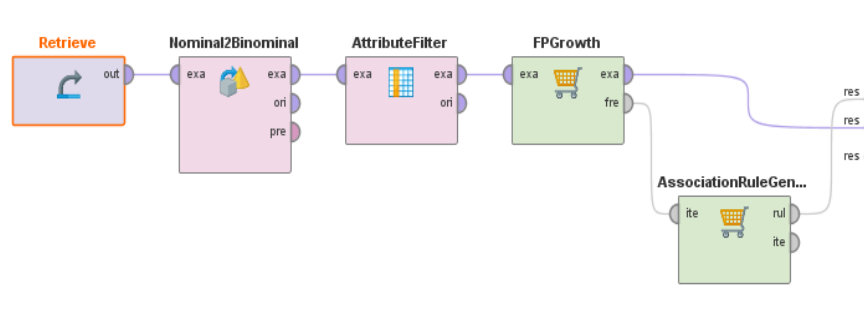 Retrieve
Nominal2Binominal
AttributeFilter
FPGrowth
out
exa
exa
exa
exa
exa
exa
ori
ori
fre
pre
res
res
res
AssociationRuleGen...
ite
rul
ite